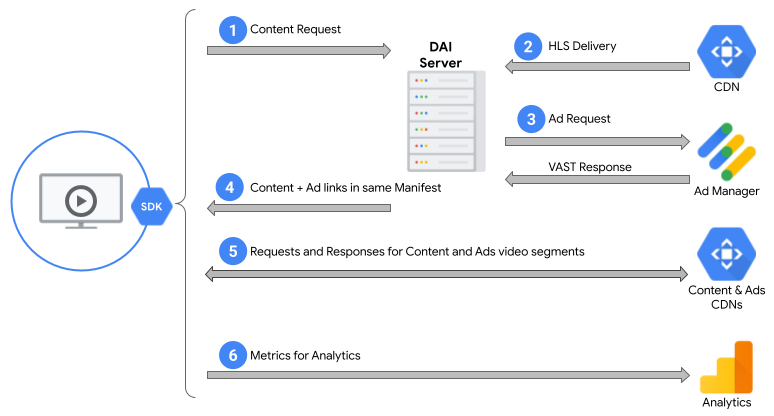 1 Content Request
DAI
Server
2 HLS Delivery
CDN
3 Ad Request
VAST Response
Ad Manager
4 Content + Ad links in same Manifest
SDK
5 Requests and Responses for Content and Ads video segments
Content & Ads
CDNs
6 Metrics for Analytics
Analytics